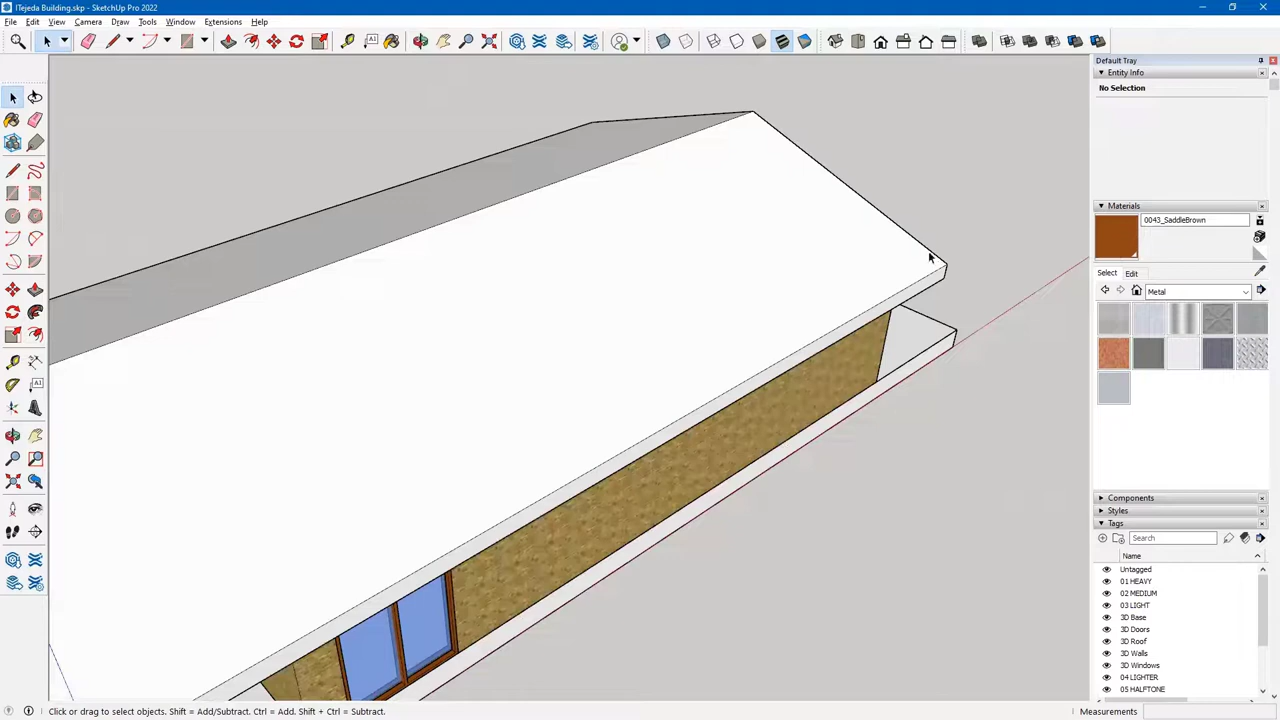 ITejeda Building.skp - SketchUp Pro 2022
File Edit View Camera Draw Tools Window Extensions Help
Default Tray
Entity Info
No Selection
Materials
0043_SaddleBrown
Select Edit
Metal
Components
Styles
Tags
Search
Name
Untagged
01 HEAVY
02 MEDIUM
03 LIGHT
3D Base
3D Doors
3D Roof
3D Walls
3D Windows
04 LIGHTER
05 HALFTONE
Click or drag to select objects. Shift = Add/Subtract. Ctrl = Add. Shift + Ctrl = Subtract.
Measurements